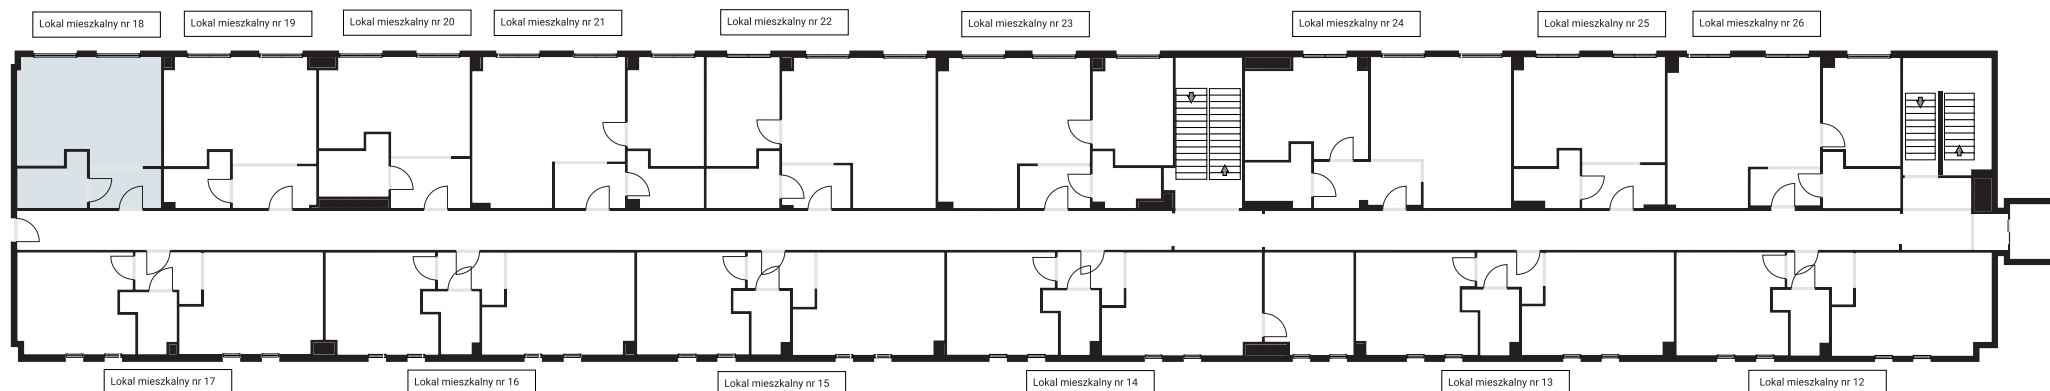 Lokal mieszkalny nr 18
Lokal mieszkalny nr 19
Lokal mieszkalny nr 20
Lokal mieszkalny nr 21
Lokal mieszkalny nr 22
Lokal mieszkalny nr 23
Lokal mieszkalny nr 24
Lokal mieszkalny nr 25
Lokal mieszkalny nr 26
Lokal mieszkalny nr 17
Lokal mieszkalny nr 16
Lokal mieszkalny nr 15
Lokal mieszkalny nr 14
Lokal mieszkalny nr 13
Lokal mieszkalny nr 12